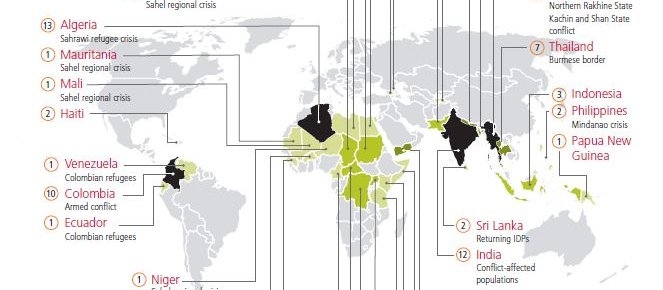 Sahel regional crisis
13 Algeria
Sahrawi refugee crisis
1 Mauritania
Sahel regional crisis
1 Mali
Sahel regional crisis
2 Haiti
1 Venezuela
Colombian refugees
10 Colombia
Armed conflict
1 Ecuador
Colombian refugees
1 Niger
Northern Rakhine State
Kachin and Shan State
conflict
7 Thailand
Burmese border
3 Indonesia
2 Philippines
Mindanao crisis
1 Papua New
Guinea
2 Sri Lanka
Returning IDPs
12 India
Conflict-affected
populations